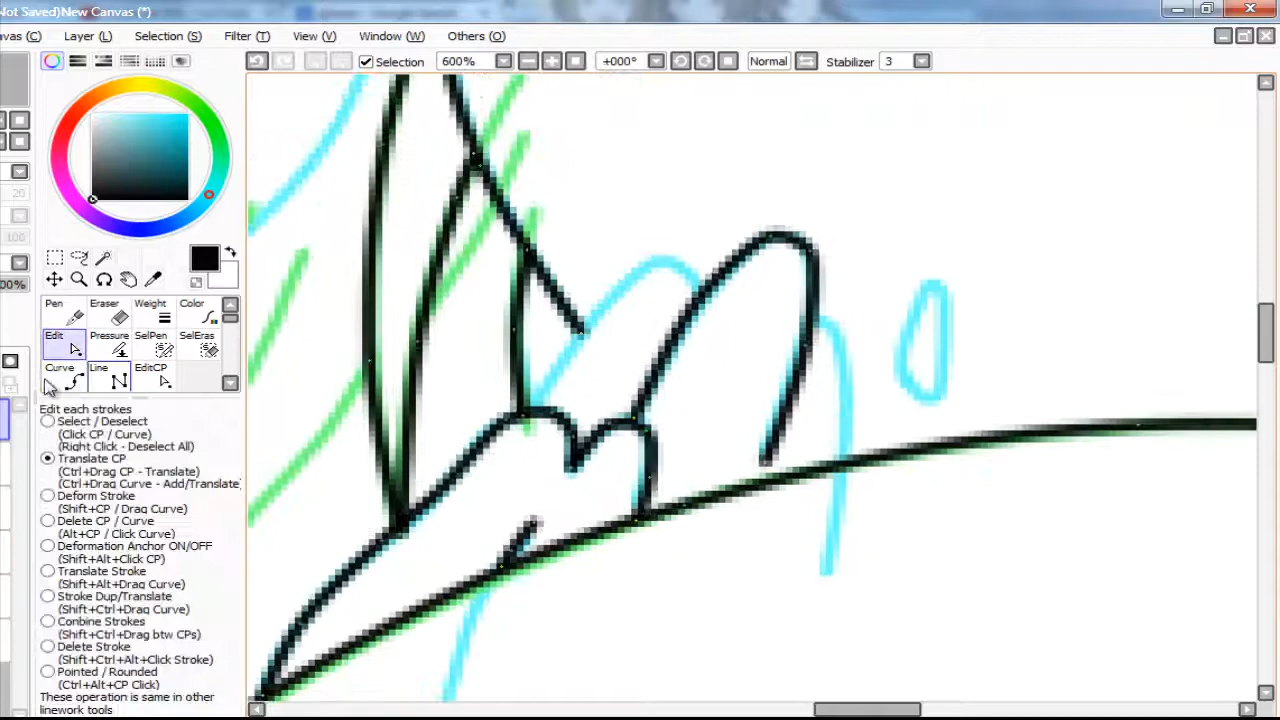 Not Saved)New Canvas (*)
vas (C) Layer (L) Selection (S) Filter (T) View (V) Window (W) Others (O)
Selection 600% +000° Normal Stabilizer 3
20
100
00%
Pen Eraser Weight Color
Edit Pressure SelPen SelEras
Curve Line EditCP
Edit each strokes
Select / Deselect
(Click CP / Curve)
(Right Click - Deselect All)
Translate CP
(Ctrl+Drag CP - Translate)
(Ctrl+Drag Curve - Add/Translate
Deform Stroke
(Shift+CP / Drag Curve)
Delete CP / Curve
(Alt+CP / Click Curve)
Deformation Anchor ON/OFF
(Shift+Alt+Click CP)
Translate Stroke
(Shift+Alt+Drag Curve)
Stroke Dup/Translate
(Shift+Ctrl+Drag Curve)
Conbine Strokes
(Shift+Ctrl+Drag btw CPs)
Delete Stroke
(Shift+Ctrl+Alt+Click Stroke)
Pointed / Rounded
(Ctrl+Alt+CP Click)
These operation is same in other
linework tools